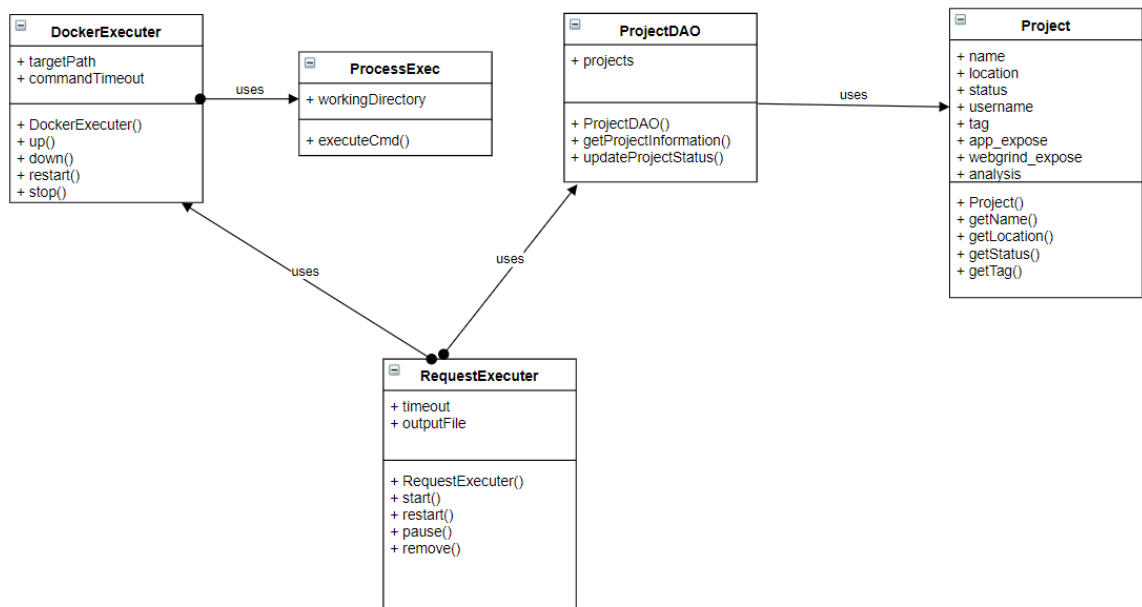 DockerExecuter
+ targetPath
+ commandTimeout
+ DockerExecuter()
+ up()
+ down()
+ restart()
+ stop()
uses
ProcessExec
+ workingDirectory
+ executeCmd()
ProjectDAO
+ projects
+ ProjectDAO()
+ getProjectInformation()
+ updateProjectStatus()
uses
Project
+ name
+ location
+ status
+ username
+ tag
+ app_expose
+ webgrind_expose
+ analysis
+ Project()
+ getName()
+ getLocation()
+ getStatus()
+ getTag()
uses
uses
RequestExecuter
+ timeout
+ outputFile
+ RequestExecuter()
+ start()
+ restart()
+ pause()
+ remove()